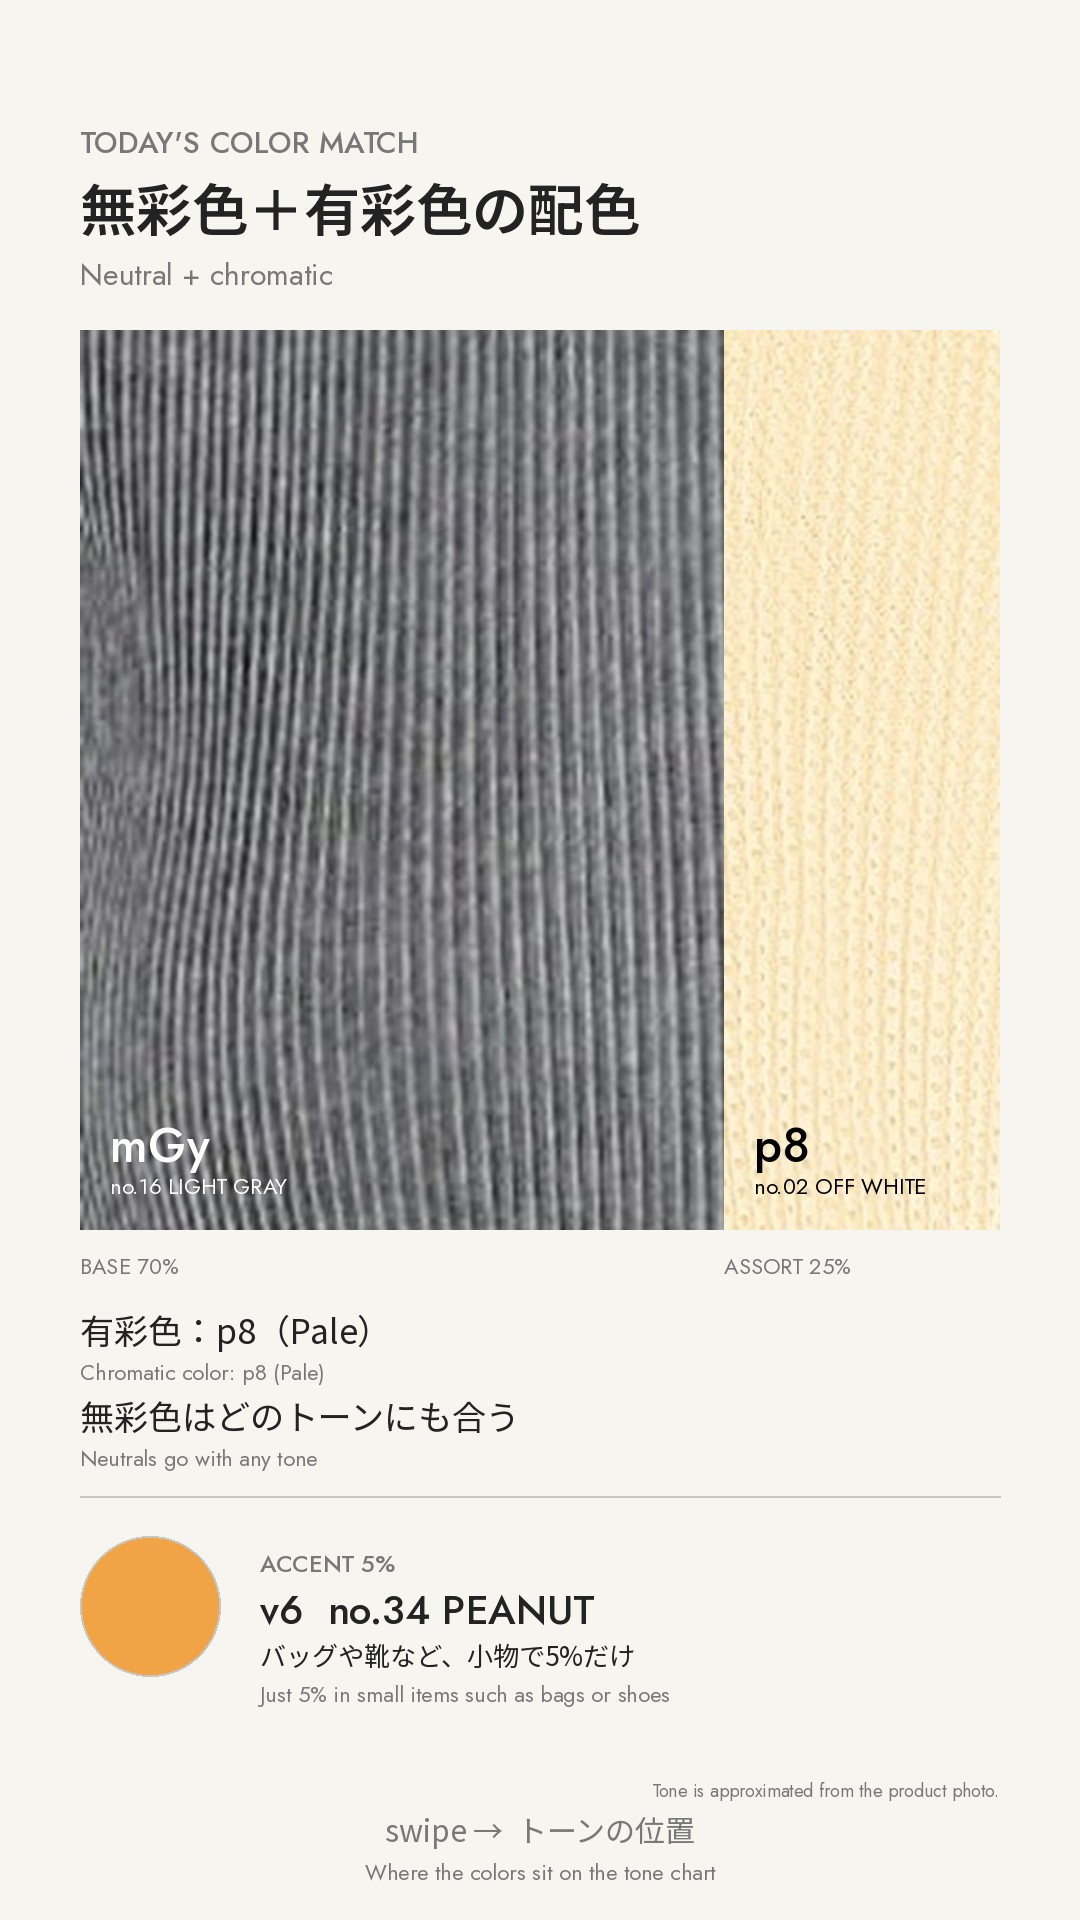 TODAY'S COLOR MATCH
無彩色＋有彩色の配色
Neutral + chromatic
mGy
no.16 LIGHT GRAY
p8
no.02 OFF WHITE
BASE 70%
ASSORT 25%
有彩色：p8（Pale）
Chromatic color: p8 (Pale)
無彩色はどのトーンにも合う
Neutrals go with any tone
ACCENT 5%
v6 no.34 PEANUT
バッグや靴など、小物で5%だけ
Just 5% in small items such as bags or shoes
Tone is approximated from the product photo.
swipe→ トーンの位置
Where the colors sit on the tone chart